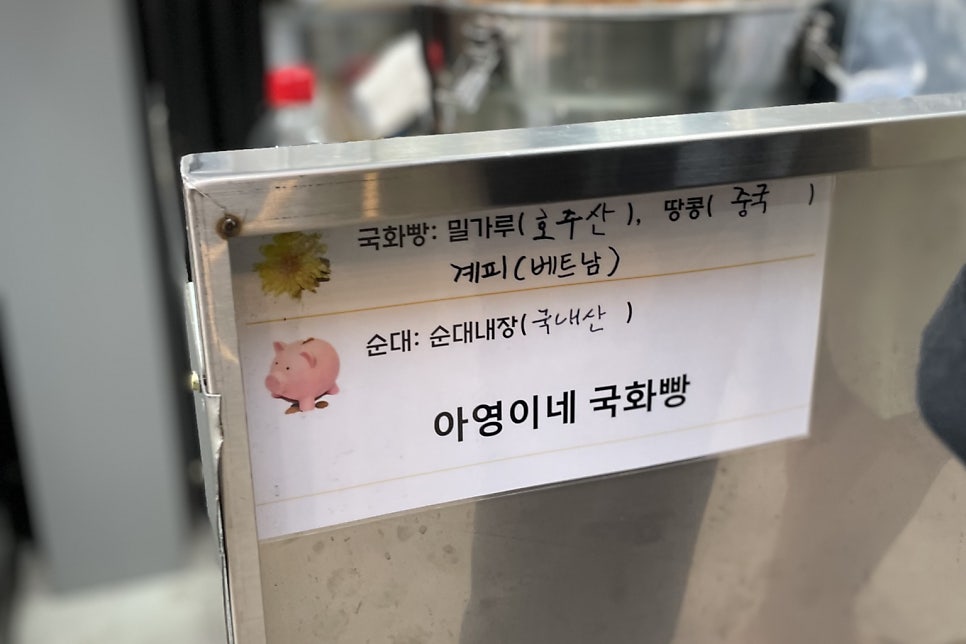 국화빵: 밀가루(호주산), 땅콩(중국 )
계피(베트남)
순대: 순대내장(국내산 )
아영이네 국화빵